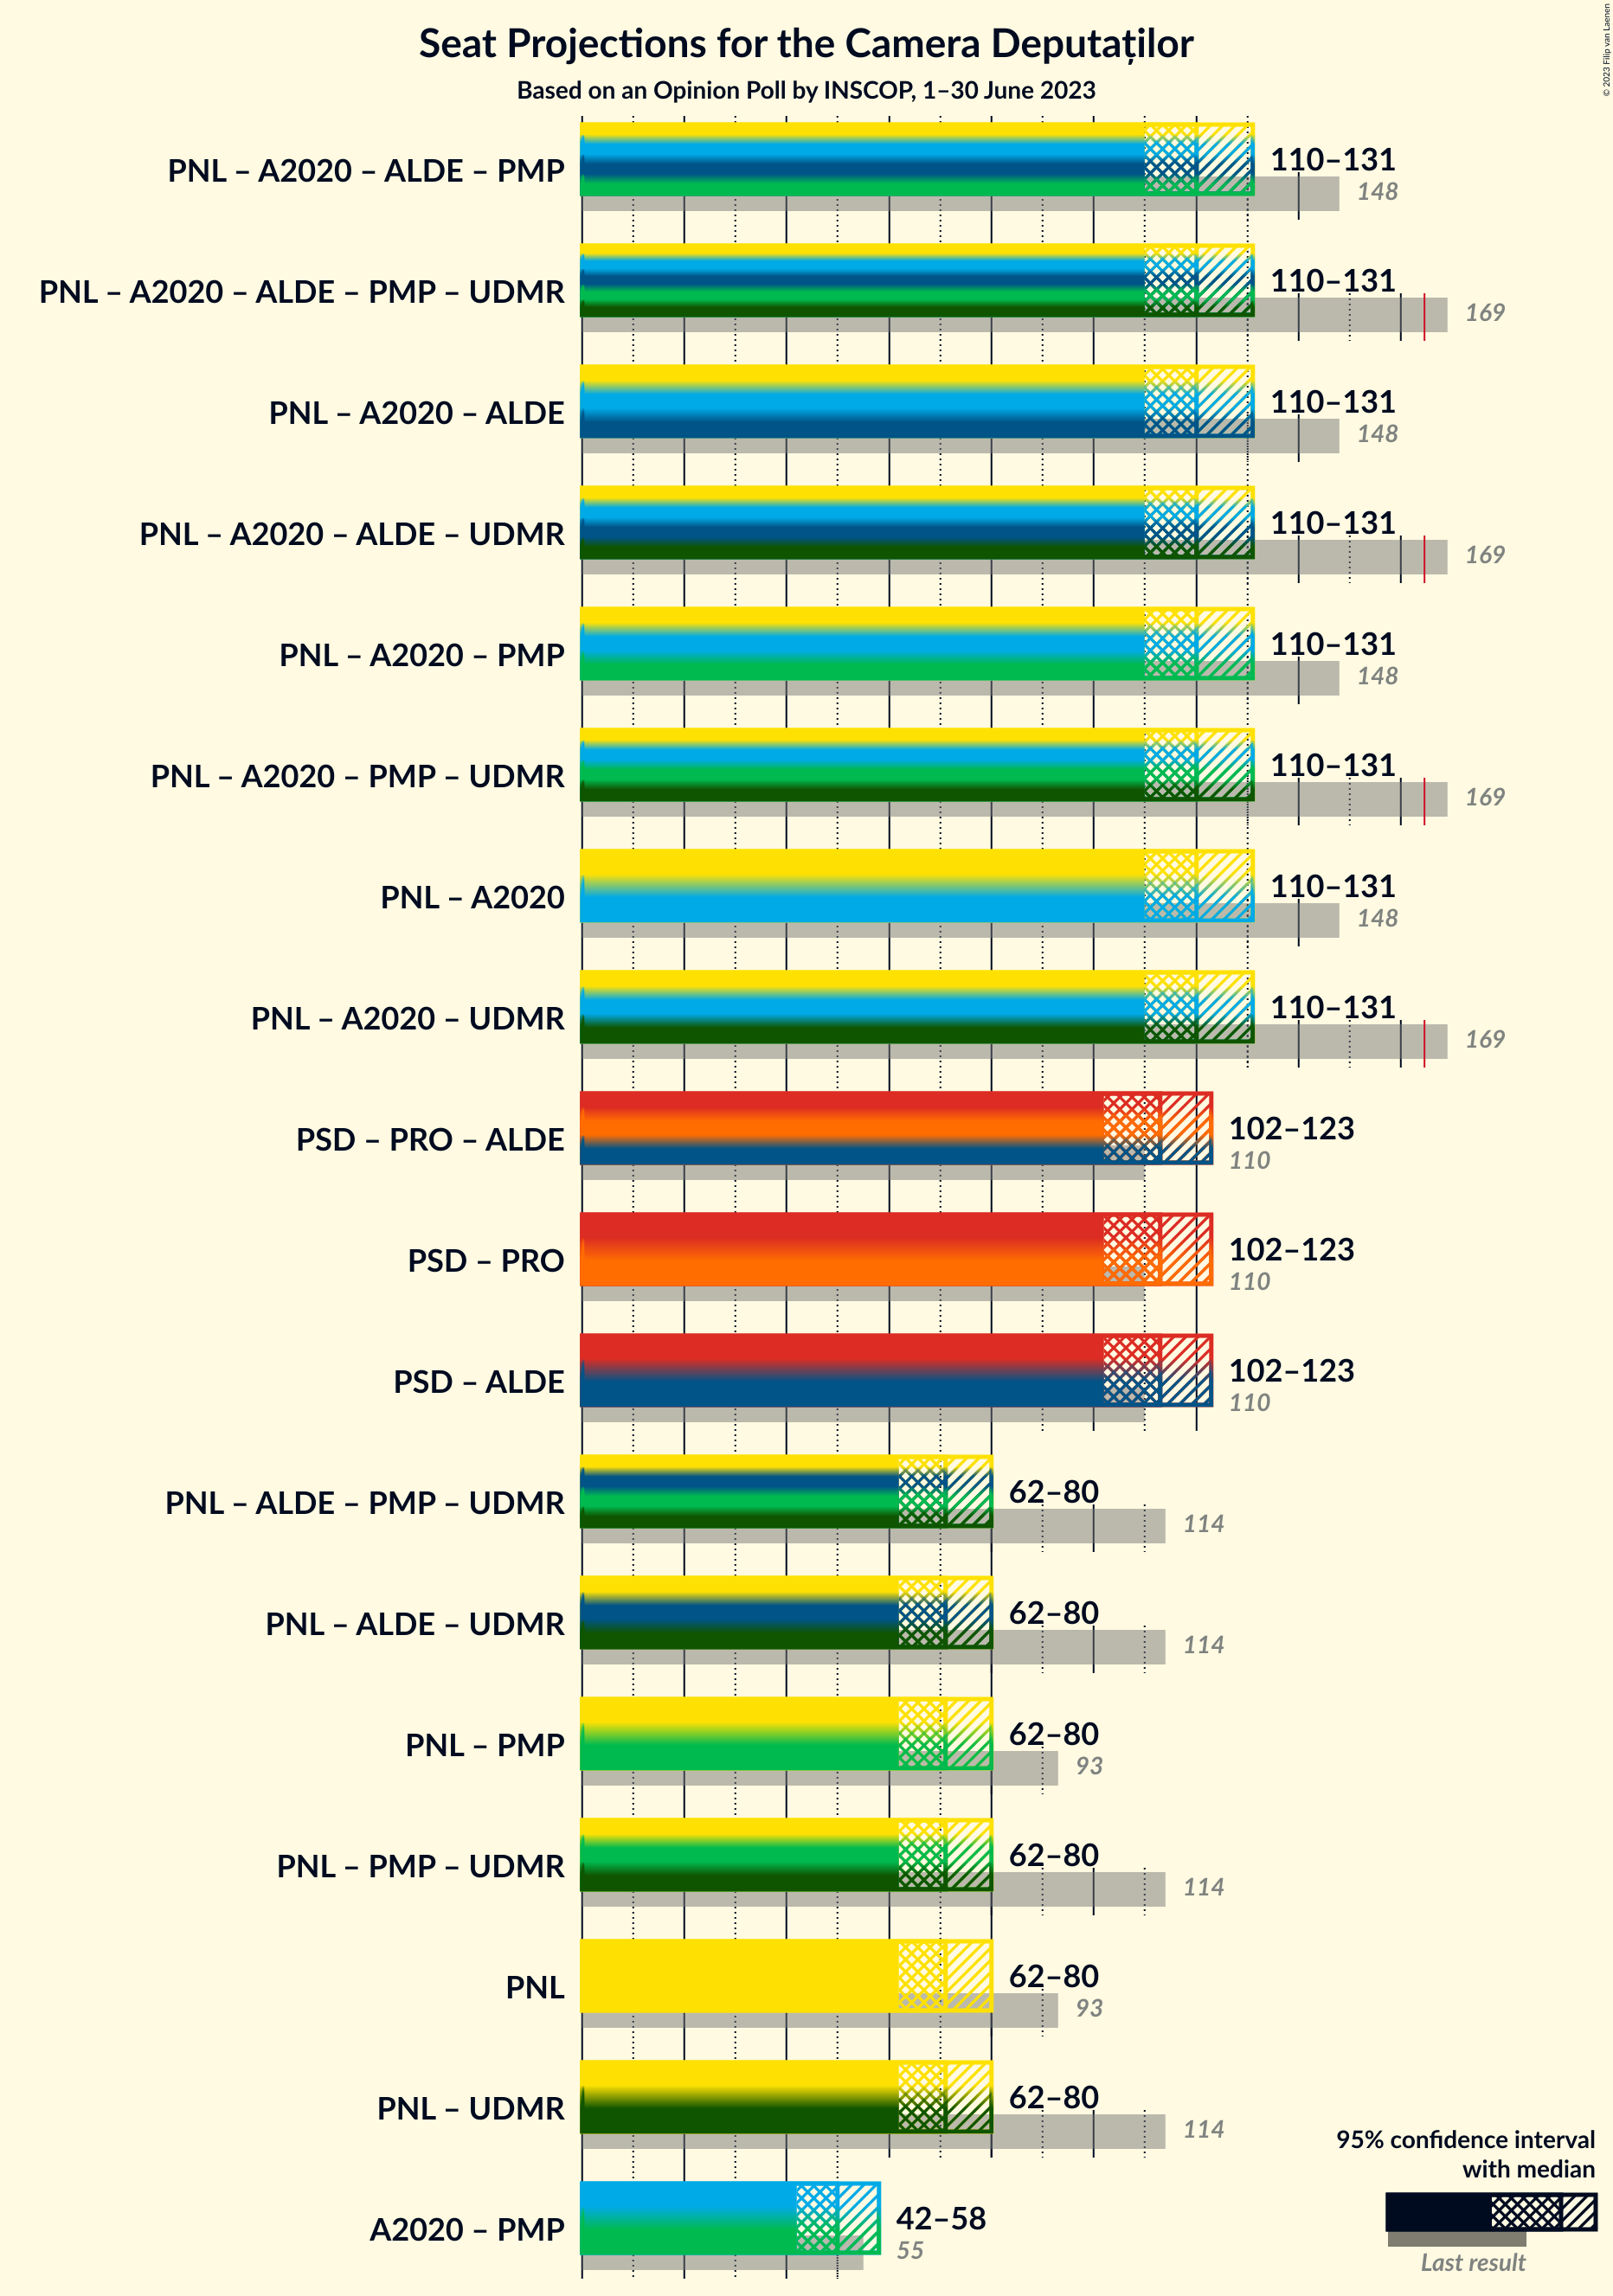 Seat Projections for the Camera Deputaților
Based on an Opinion Poll by INSCOP, 1–30 June 2023
© 2023 Filip van Laenen
PNL – A2020 – ALDE – PMP
110–131
148
PNL – A2020 – ALDE – PMP – UDMR
110–131
169
PNL – A2020 – ALDE
110–131
148
PNL – A2020 – ALDE – UDMR
110–131
169
PNL – A2020 – PMP
110–131
148
PNL – A2020 – PMP – UDMR
110–131
169
PNL – A2020
110–131
148
PNL – A2020 – UDMR
110–131
169
PSD – PRO – ALDE
102–123
110
PSD – PRO
102–123
110
PSD – ALDE
102–123
110
PNL – ALDE – PMP – UDMR
62–80
114
PNL – ALDE – UDMR
62–80
114
PNL – PMP
62–80
93
PNL – PMP – UDMR
62–80
114
PNL
62–80
93
PNL – UDMR
62–80
114
A2020 – PMP
42–58
55
95% confidence interval
with median
Last result